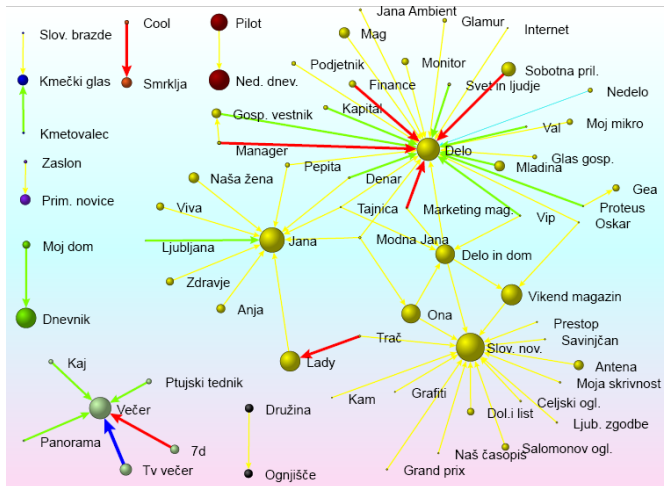 Jana Ambient
Cool
Pilot
Glamur
Slov. brazde
Mag
Internet
Podjetnik
Monitor
Sobotna pril.
Kmečki glas
Smrklja
Ned. dnev.
Finance
Svet in ljudje
Nedelo
Gosp. vestnik
Kapital
Kmetovalec
Val
Moj mikro
Manager
Delo
Zaslon
Pepita
Glas gosp.
Mladina
Naša žena
Denar
Gea
Prim. novice
Viva
Tajnica
Marketing mag.
Proteus
Vip
Oskar
Moj dom
Ljubljana
Jana
Modna Jana
Delo in dom
Zdravje
Vikend magazin
Anja
Dnevnik
Ona
Prestop
Trač
Savinjčan
Slov. nov.
Kaj
Lady
Antena
Ptujski tednik
Moja skrivnost
Kam
Grafiti
Večer
Družina
Celjski ogl.
Dol.i list
Ljub. zgodbe
Panorama
7d
Naš časopis
Salomonov ogl.
Tv večer
Ognjišče
Grand prix